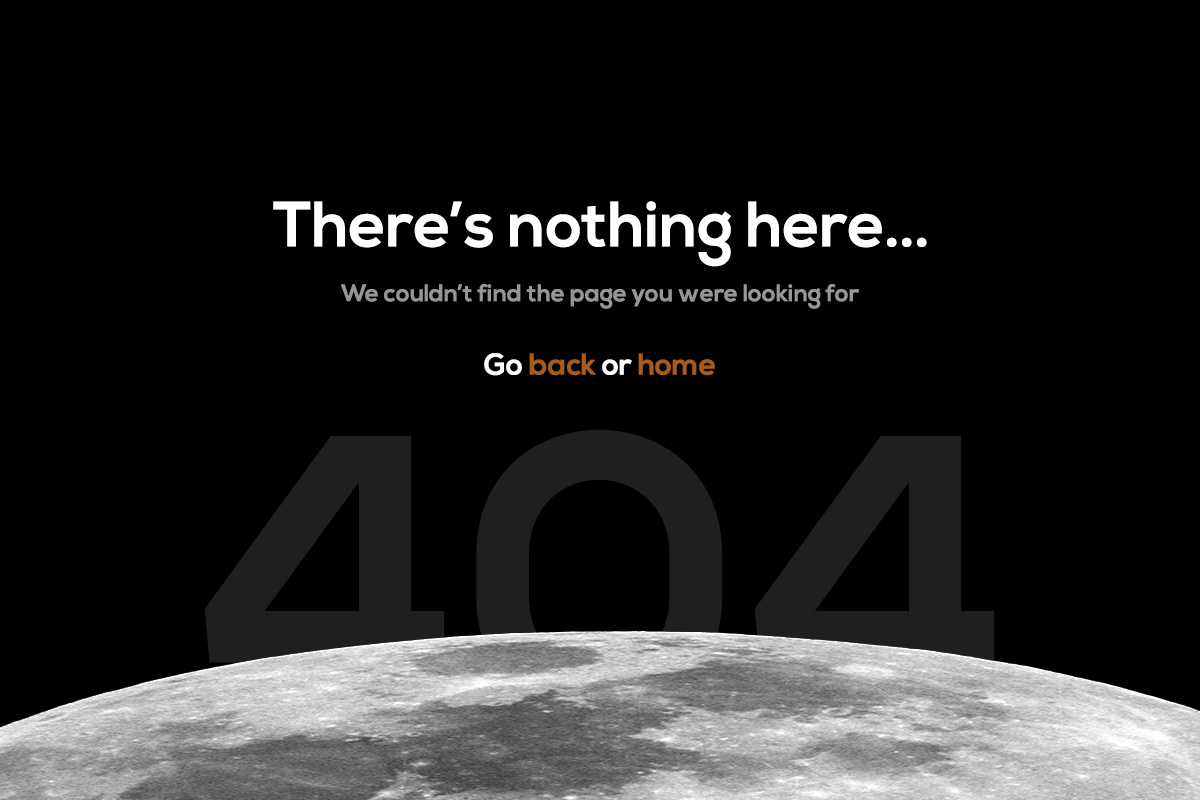 There's nothing here...
We couldn't find the page you were looking for
Go back or home
404